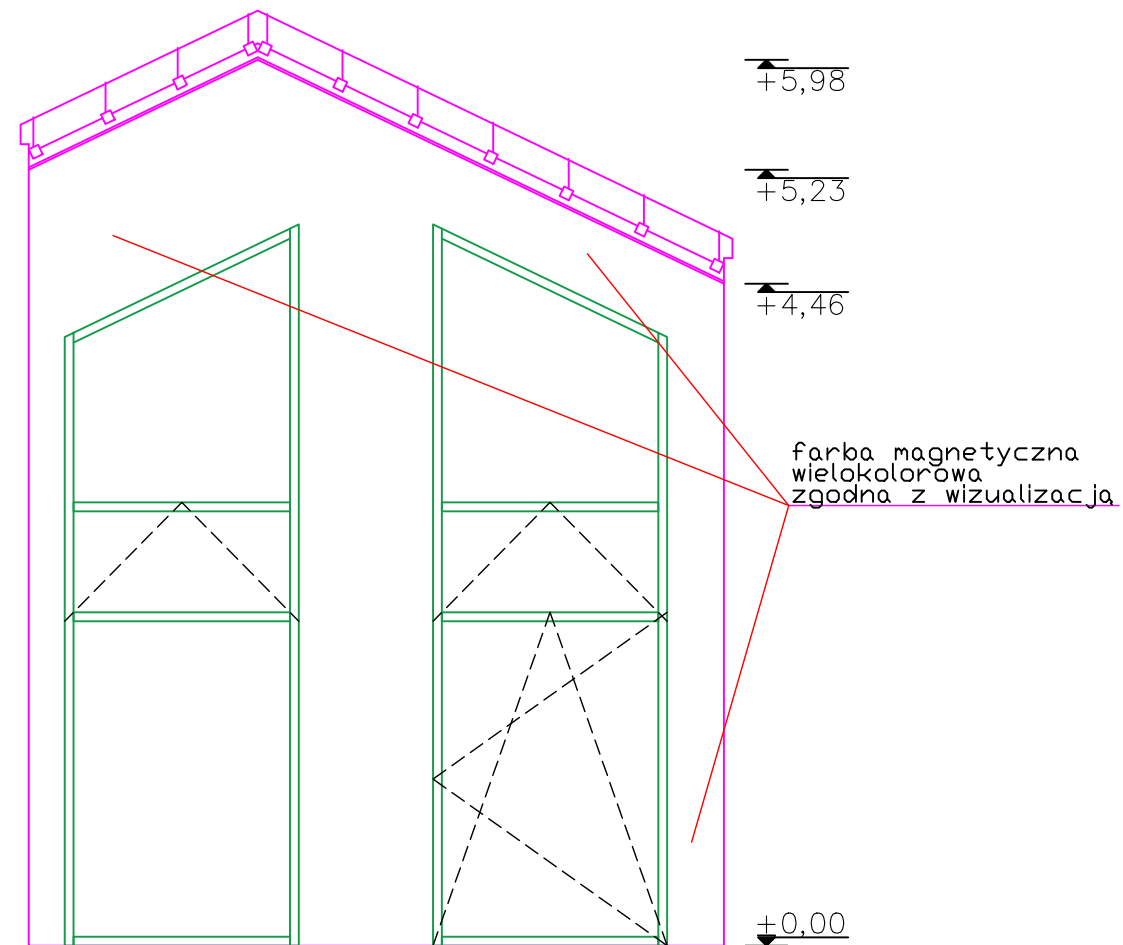 +5,98
+5,23
+4,46
farba magnetyczna
wielokolorowa
zgodna z wizualizacją
+0,00